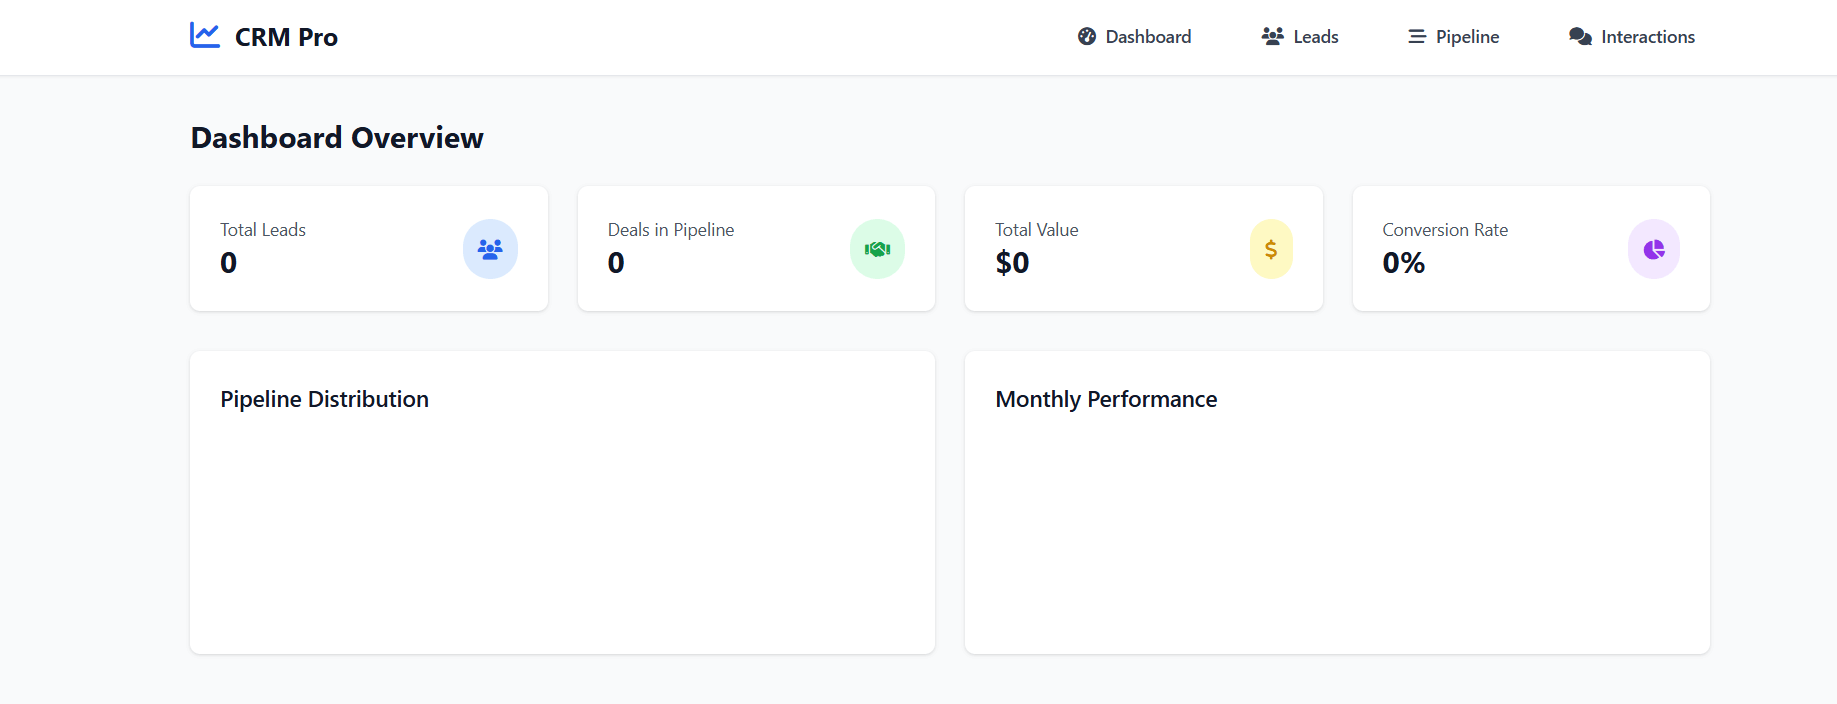 CRM Pro
Dashboard
Leads
Pipeline
Interactions
Dashboard Overview
Total Leads
0
Deals in Pipeline
0
Total Value
$0
$
Conversion Rate
0%
Pipeline Distribution
Monthly Performance